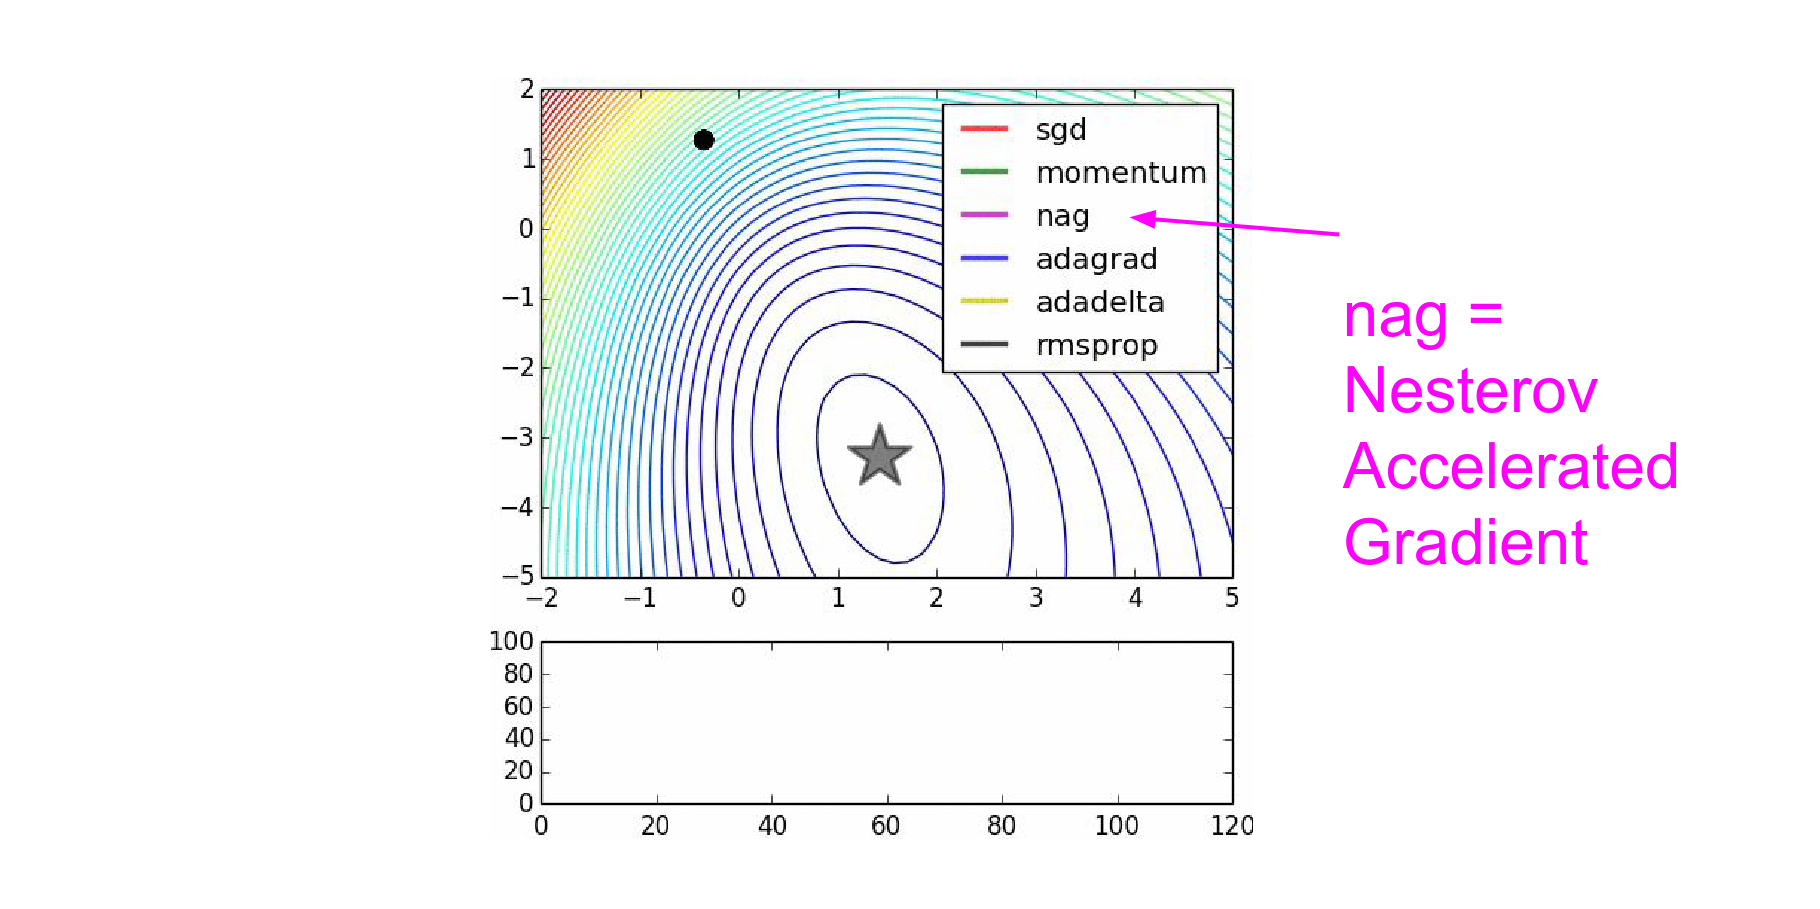 2
1
0
−1
−2
−3
−4
−5
−2 −1 0 1 2 3 4 5
sgd
momentum
nag
adagrad
adadelta
rmsprop
nag =
Nesterov
Accelerated
Gradient
100
80
60
40
20
0
0 20 40 60 80 100 120